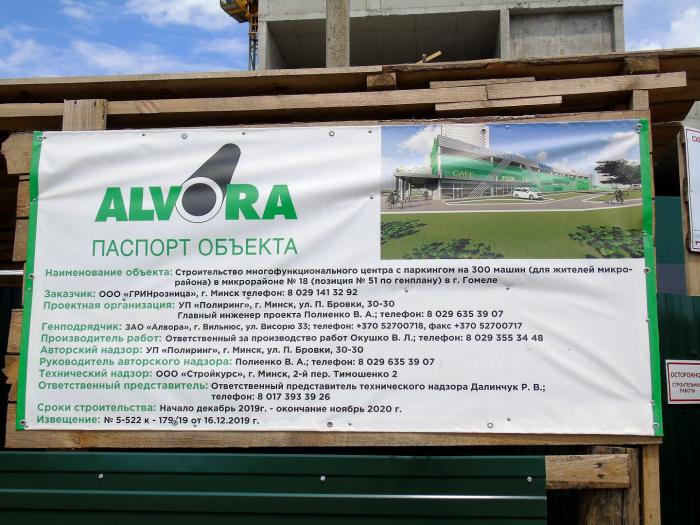 ALVORA
ПАСПОРТ ОБЪЕКТА
CAFE
Наименование объекта: Строительство многофункционального центра с паркингом на 300 машин (для жителей микро-
района) в микрорайоне № 18 (позиция № 51 по генплану) в г. Гомеле
Заказчик: ООО «ГРИНрозница», г. Минск телефон: 8 029 141 32 92
Проектная организация: УП «Полиринг», г. Минск, ул. П. Бровки, 30-30
Главный инженер проекта Полиенко В. А.; телефон: 8 029 635 39 07
Генподрядчик: ЗАО «Алвора», г. Вильнюс, ул. Висорю 33; телефон: +370 52700718, факс +370 52700717
Производитель работ: Ответственный за производство работ Окушко В. Л.; телефон: 8 029 355 34 48
Авторский надзор: УП «Полиринг», г. Минск, ул. П. Бровки, 30-30
Руководитель авторского надзора: Полиенко В. А.; телефон: 8 029 635 39 07
Технический надзор: ООО «Стройкурс», г. Минск, 2-й пер. Тимошенко 2
Ответственный представитель: Ответственный представитель технического надзора Далинчук Р. В.;
телефон: 8 017 393 39 26
Сроки строительства: Начало декабрь 2019г. - окончание ноябрь 2020 г.
Извещение: № 5-522 к - 179/19 от 16.12.2019 г.
ОСТОРОЖНО
СТРОИТЕЛЬНЫЕ
РАБОТЫ